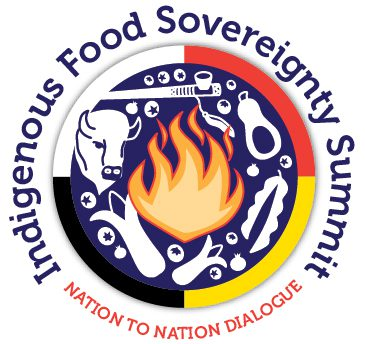 Indigenous Food Sovereignty Summit
NATION TO NATION DIALOGUE